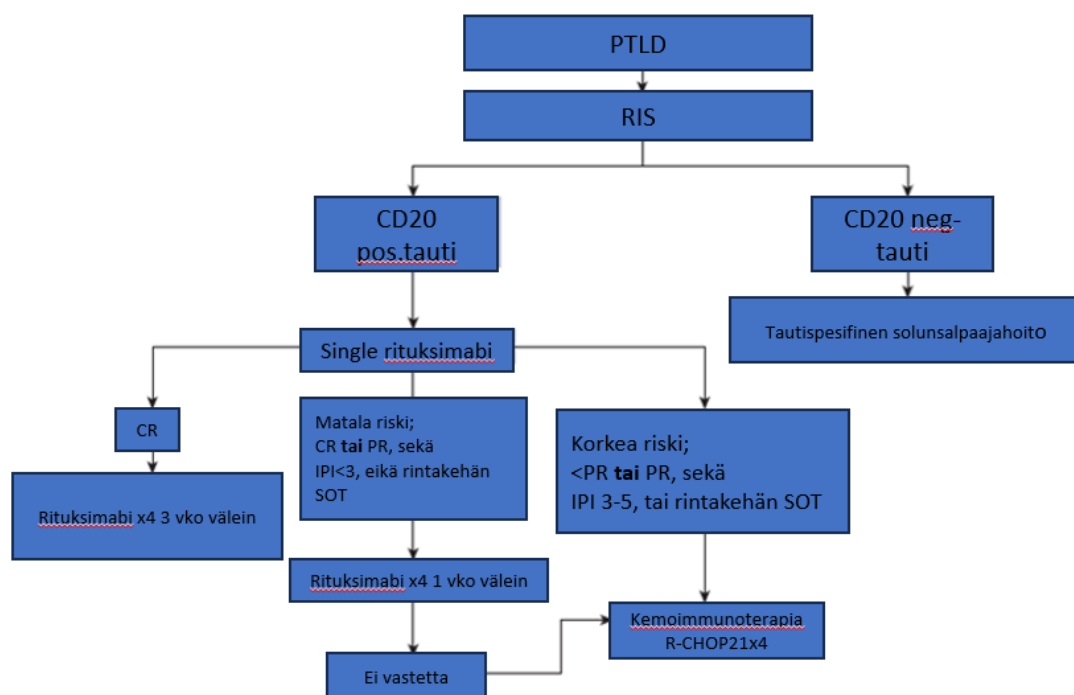 PTLD
RIS
CD20
pos.tauti
CD20 neg-
tauti
Tautispesifinen solunsalpaajahoito
Single rituksimabi
CR
Matala riski;
CR tai PR, sekä
IPI<3, eikä rintakehän
SOT
Korkea riski;
<PR tai PR, sekä
IPI 3-5, tai rintakehän SOT
Rituksimabi x4 3 vko välein
Rituksimabi x4 1 vko välein
Kemoimmunoterapia
R-CHOP21x4
Ei vastetta